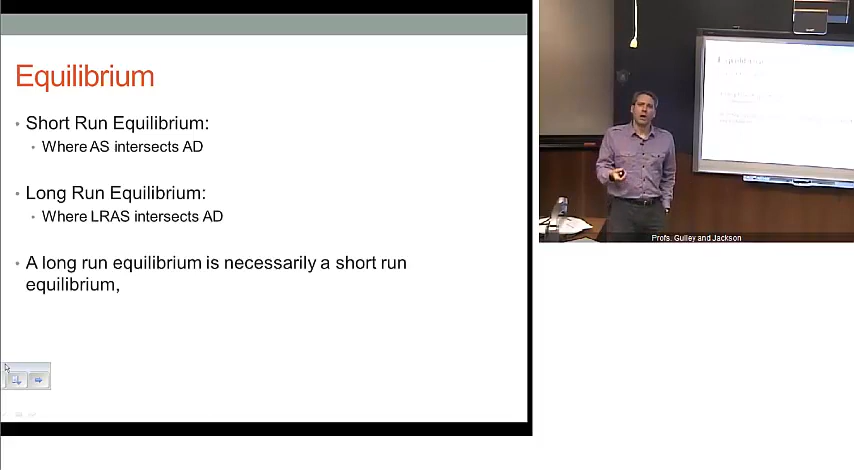 Equilibrium
• Short Run Equilibrium:
• Where AS intersects AD
• Long Run Equilibrium:
• Where LRAS intersects AD
• A long run equilibrium is necessarily a short run
equilibrium,
Equilibrium
Profs. Gulley and Jackson